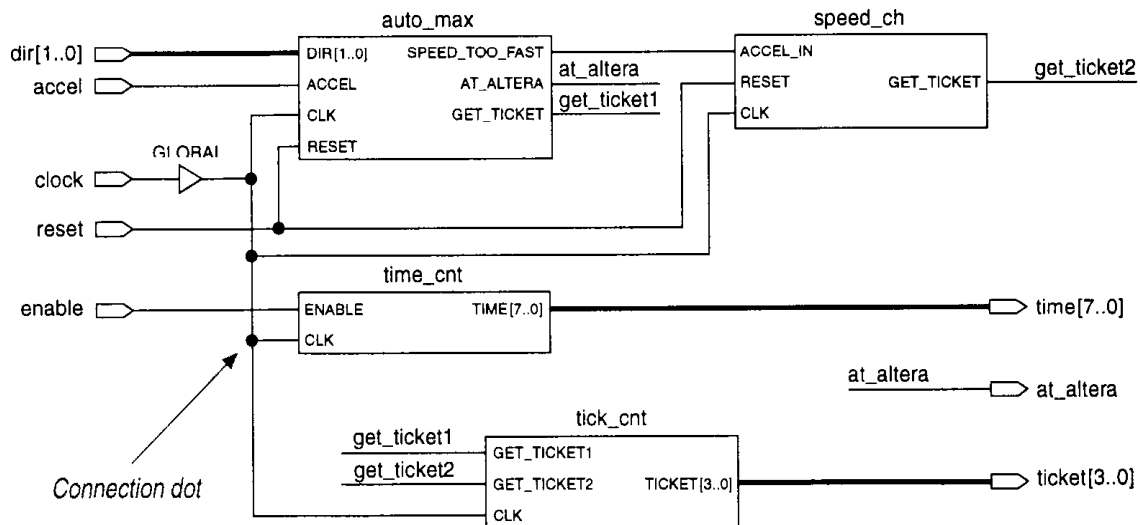 auto_max
speed_ch
dir[1..0]
DIR[1..0]
SPEED_TOO_FAST
ACCEL_IN
accel
ACCEL
AT_ALTERA
at_altera
RESET
GET_TICKET
get_ticket2
CLK
GET_TICKET
get_ticket1
CLK
RESET
GLOBAL
clock
reset
time_cnt
enable
ENABLE
TIME[7..0]
time[7..0]
CLK
at_altera
at_altera
tick_cnt
get_ticket1
GET_TICKET1
get_ticket2
GET_TICKET2
TICKET[3..0]
ticket[3..0]
Connection dot
CLK